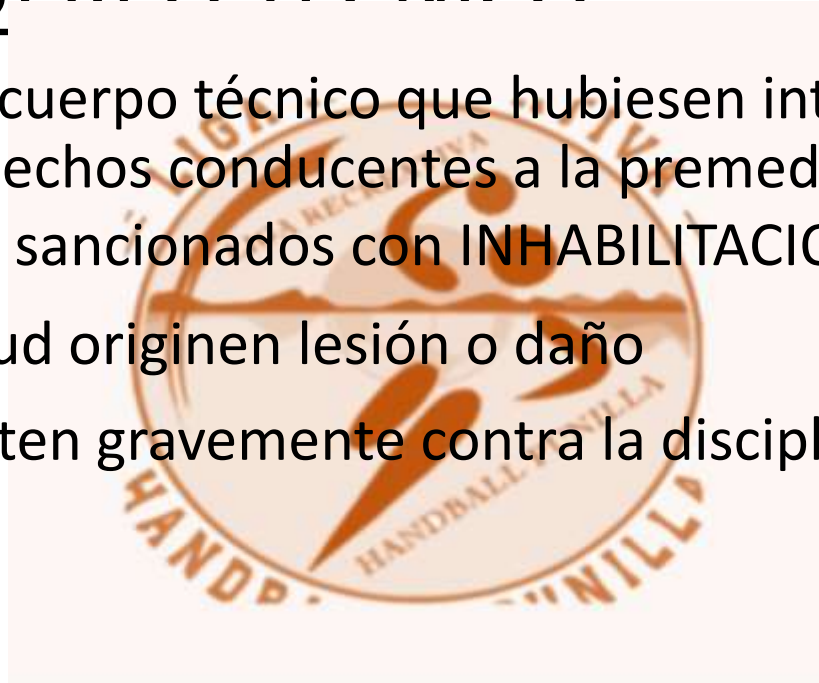 cuerpo técnico que hubiesen int
echos conducentes a la premed
sancionados con INHABILITACIO
ud originen lesión o daño
ten gravemente contra la discipl
HANDBALL PUNILLA